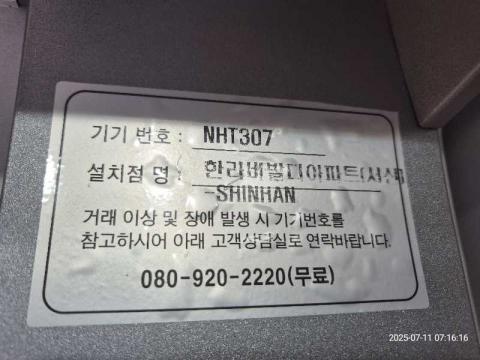 기기 번호 : NHT307
설치점 명 : 한라비발디아파트(서
-SHINHAN
거래 이상 및 장애 발생 시 기기번호를
참고하시어 아래 고객상담실로 연락바랍니다.
080-920-2220(무료)
2025-07-11 07:16:16